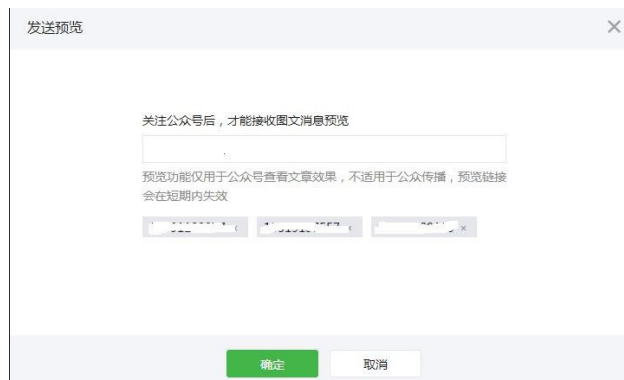 发送预览
关注公众号后，才能接收图文消息预览
预览功能仅用于公众号查看文章效果，不适用于公众传播，预览链接
会在短期内失效
确定
取消